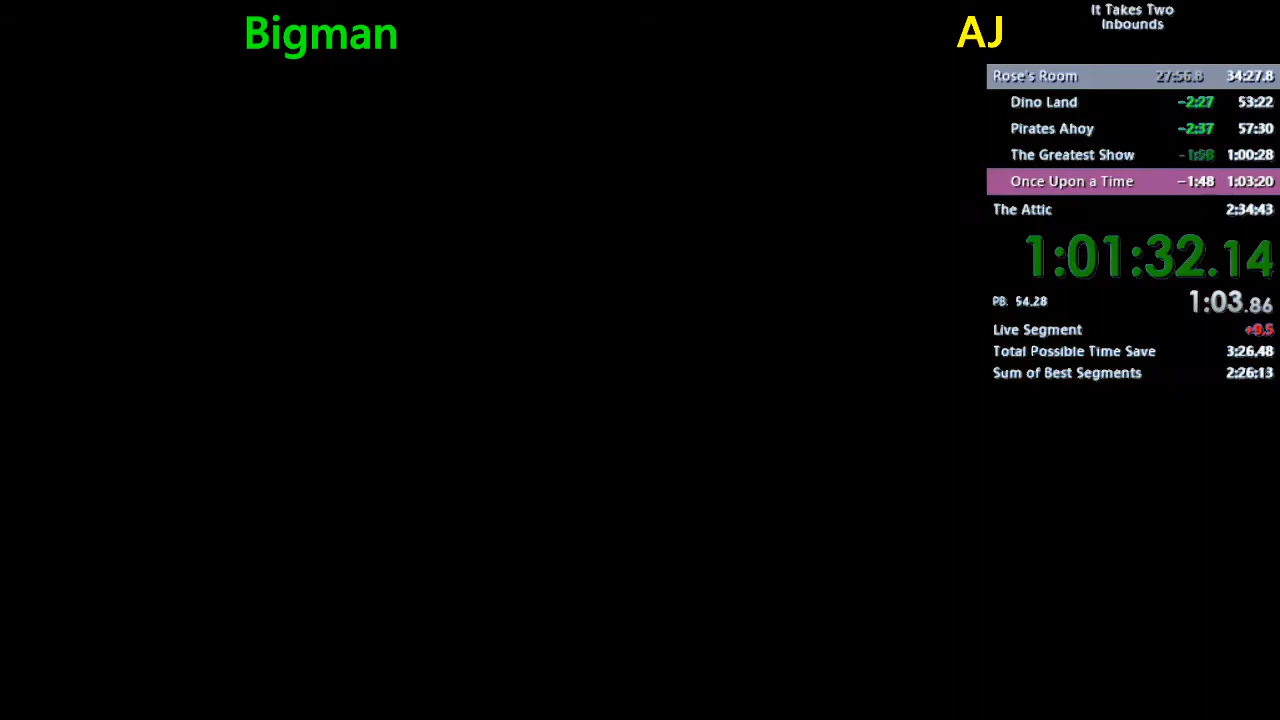 Bigman
AJ
It Takes Two
Inbounds
Rose's Room 27:56.8 34:27.8
Dino Land -2:27 53:22
Pirates Ahoy -2:37 57:30
The Greatest Show -1:58 1:00:28
Once Upon a Time -1:48 1:03:20
The Attic 2:34:43
1:01:32.14
PB: 54.28 1:03.86
Live Segment +9.5
Total Possible Time Save 3:26.48
Sum of Best Segments 2:26:13